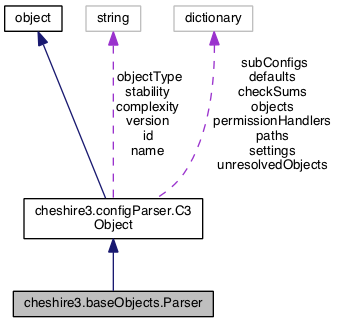 object
string
dictionary
objectType
stability
complexity
version
id
name
subConfigs
defaults
checkSums
objects
permissionHandlers
paths
settings
unresolvedObjects
cheshire3.configParser.C3
Object
cheshire3.baseObjects.Parser